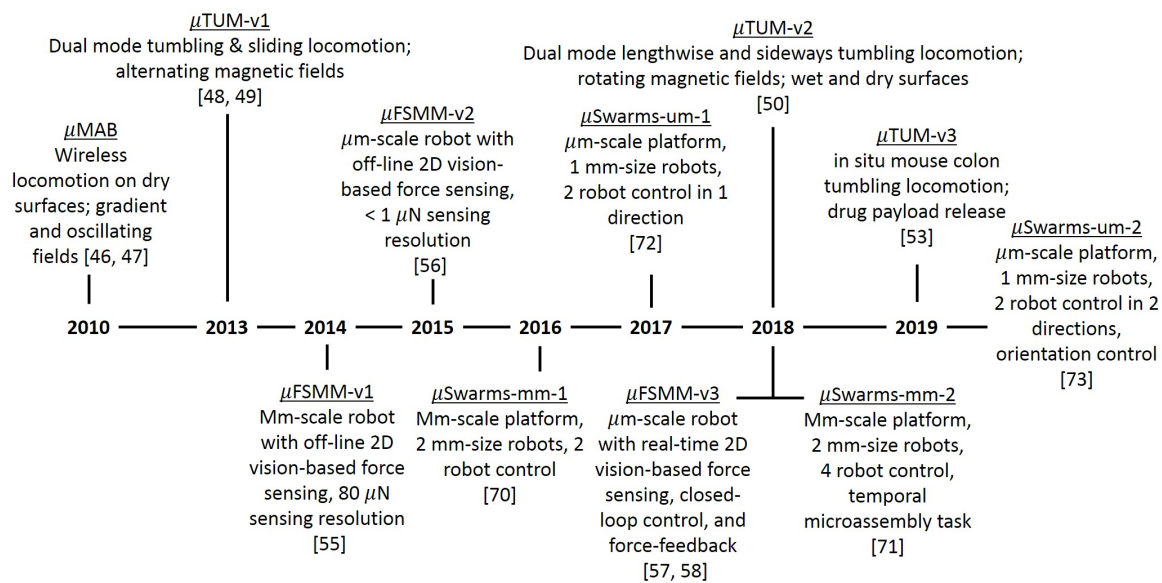 μTUM-v1
Dual mode tumbling & sliding locomotion;
alternating magnetic fields
[48, 49]
μTUM-v2
Dual mode lengthwise and sideways tumbling locomotion;
rotating magnetic fields; wet and dry surfaces
[50]
μMAB
Wireless
locomotion on dry
surfaces; gradient
and oscillating
fields [46, 47]
μFSMM-v2
μm-scale robot with
off-line 2D vision-
based force sensing,
< 1 μN sensing
resolution
[56]
μSwarms-um-1
μm-scale platform,
1 mm-size robots,
2 robot control in 1
direction
[72]
μTUM-v3
in situ mouse colon
tumbling locomotion;
drug payload release
[53]
μSwarms-um-2
μm-scale platform,
1 mm-size robots,
2 robot control in 2
directions,
orientation control
[73]
2010 2013 2014 2015 2016 2017 2018 2019
μFSMM-v1
Mm-scale robot
with off-line 2D
vision-based force
sensing, 80 μN
sensing resolution
[55]
μSwarms-mm-1
Mm-scale platform,
2 mm-size robots, 2
robot control
[70]
μFSMM-v3
μm-scale robot
with real-time 2D
vision-based force
sensing, closed-
loop control, and
force-feedback
[57, 58]
μSwarms-mm-2
Mm-scale platform,
2 mm-size robots,
4 robot control,
temporal
microassembly task
[71]